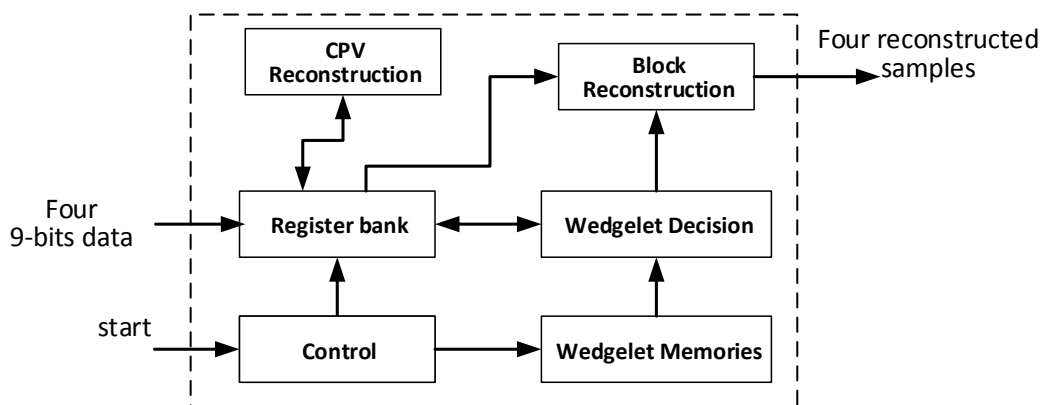 CPV
Reconstruction
Block
Reconstruction
Four reconstructed
samples
Four
9-bits data
Register bank
Wedgelet Decision
start
Control
Wedgelet Memories